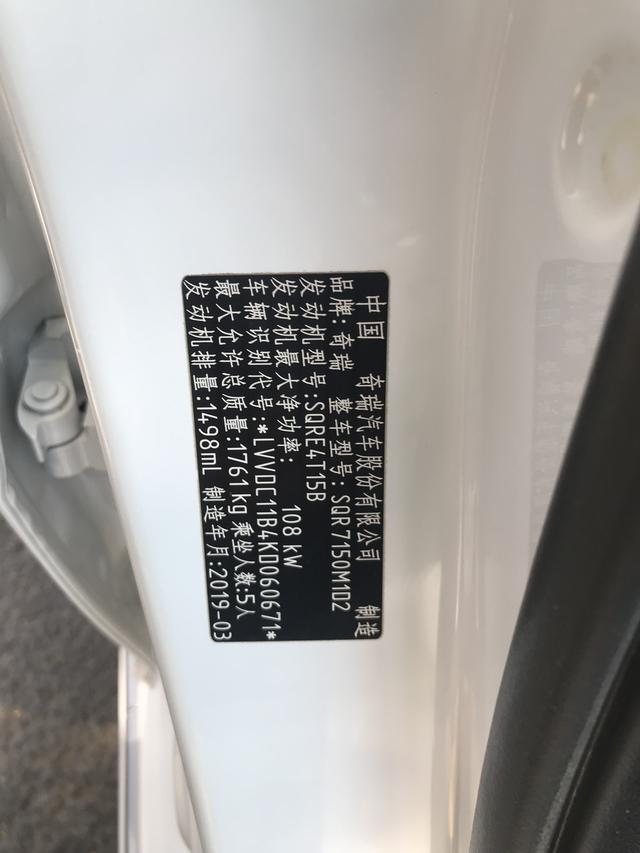 中国 奇瑞汽车股份有限公司 制造
品牌:奇瑞 整车型号:SQR7150M1D2
发动机型号:SQRE4T15B
发动机最大净功率: 108 kW
车辆识别代号:*LVVDC11B4KD060671*
最大允许总质量:1761kg 乘坐人数:5人
发动机排量:1498mL 制造年月:2019-03